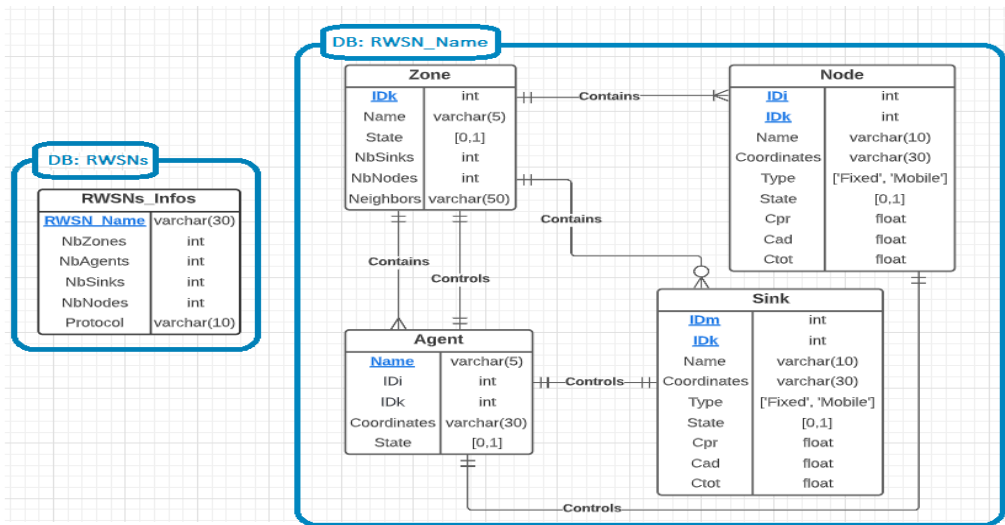 DB: RWSNs
RWSNs_Infos
RWSN_Name varchar(30)
NbZones int
NbAgents int
NbSinks int
NbNodes int
Protocol varchar(10)
DB: RWSN_Name
Zone
IDk int
Name varchar(5)
State [0,1]
NbSinks int
NbNodes int
Neighbors varchar(50)
Contains
Node
IDi int
IDk int
Name varchar(10)
Coordinates varchar(30)
Type ['Fixed', 'Mobile']
State [0,1]
Cpr float
Cad float
Ctot float
Contains
Contains
Controls
Agent
Name varchar(5)
IDi int
IDk int
Coordinates varchar(30)
State [0,1]
Controls
Sink
IDm int
IDk int
Name varchar(10)
Coordinates varchar(30)
Type ['Fixed', 'Mobile']
State [0,1]
Cpr float
Cad float
Ctot float
Controls